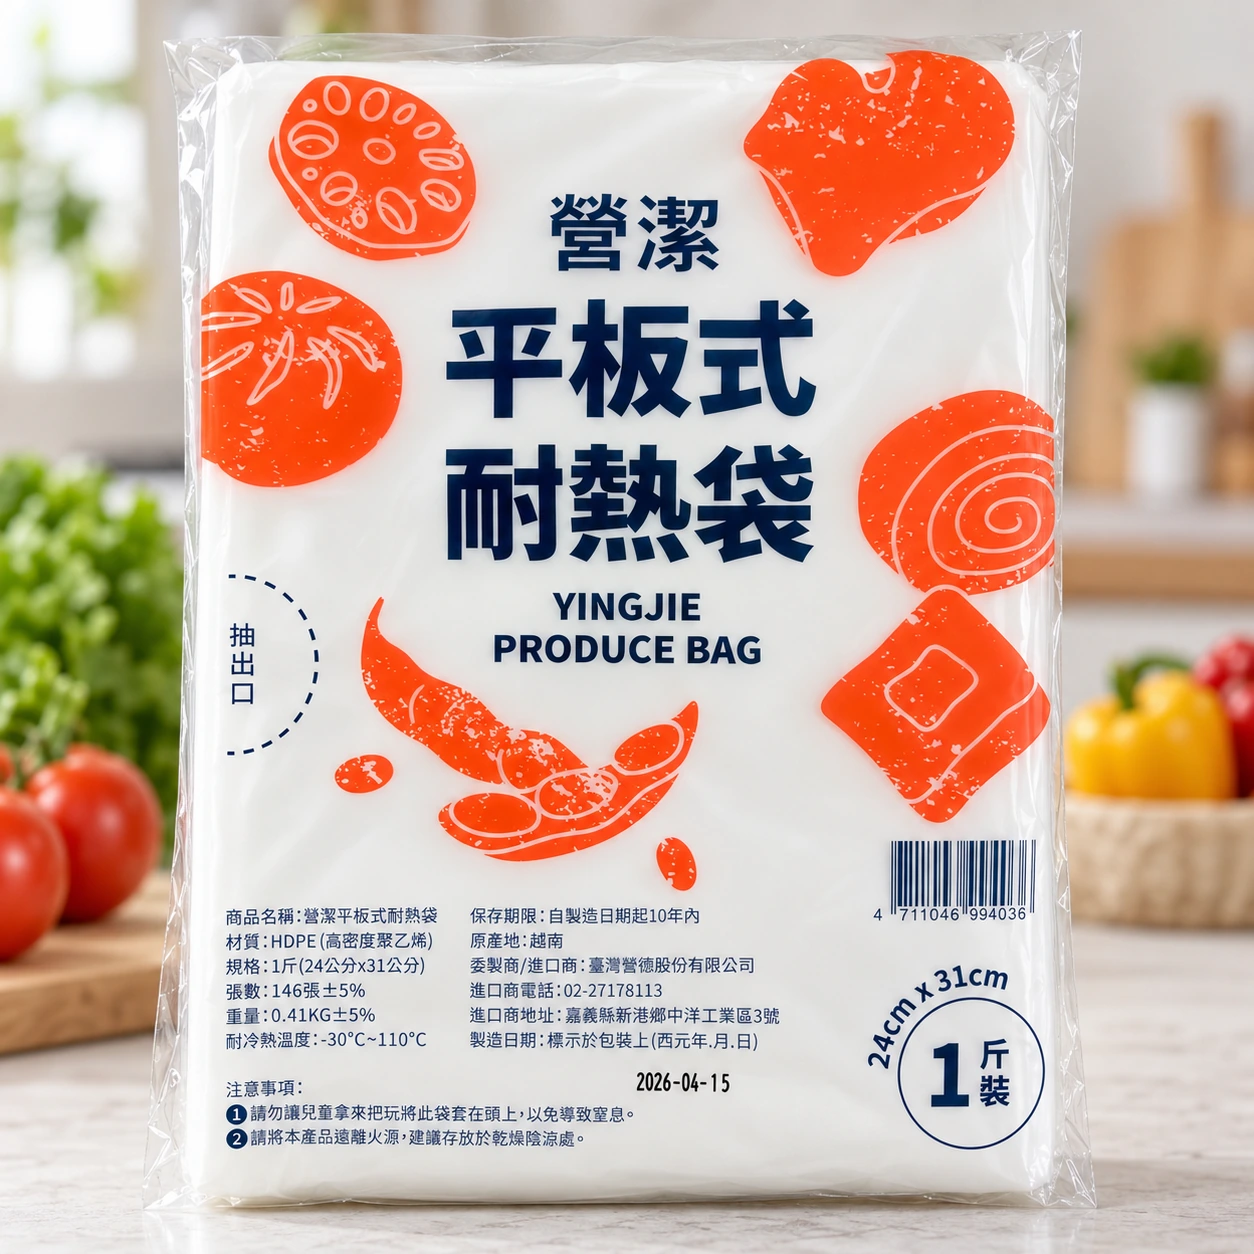 營潔
平板式
耐熱袋
YINGJIE
PRODUCE BAG
抽出口
商品名稱:營潔平板式耐熱袋
材質:HDPE(高密度聚乙烯)
規格:1斤(24公分x31公分)
張數:146張±5%
重量:0.41KG±5%
耐冷熱溫度:-30°C~110°C
保存期限:自製造日期起10年內
原產地:越南
委製商/進口商:臺灣營德股份有限公司
進口商電話:02-27178113
進口商地址:嘉義縣新港鄉中洋工業區3號
製造日期:標示於包裝上(西元年.月.日)
2026-04-15
注意事項:
1 請勿讓兒童拿來把玩將此袋套在頭上,以免導致窒息。
2 請將本產品遠離火源,建議存放於乾燥陰涼處。
4 711046 994036
24cm x 31cm
1斤裝